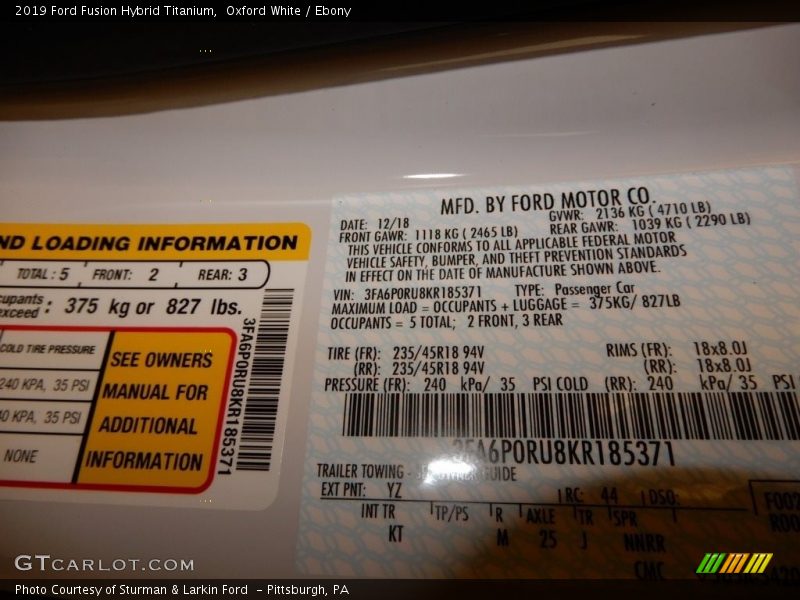 2019 Ford Fusion Hybrid Titanium,  Oxford White / Ebony
ND LOADING INFORMATION
TOTAL : 5 FRONT: 2 REAR: 3
cupants
exceed : 375 kg or 827 lbs.
COLD TIRE PRESSURE
240 KPA, 35 PSI
40 KPA, 35 PSI
NONE
SEE OWNERS
MANUAL FOR
ADDITIONAL
INFORMATION
3FA6P0RU8KR185371
MFD. BY FORD MOTOR CO.
DATE: 12/18 GVWR: 2136 KG ( 4710 LB)
FRONT GAWR: 1118 KG ( 2465 LB) REAR GAWR: 1039 KG ( 2290 LB)
THIS VEHICLE CONFORMS TO ALL APPLICABLE FEDERAL MOTOR
VEHICLE SAFETY, BUMPER, AND THEFT PREVENTION STANDARDS
IN EFFECT ON THE DATE OF MANUFACTURE SHOWN ABOVE.
VIN: 3FA6P0RU8KR185371 TYPE: Passenger Car
MAXIMUM LOAD = OCCUPANTS + LUGGAGE = 375KG/ 827LB
OCCUPANTS = 5 TOTAL; 2 FRONT, 3 REAR
TIRE (FR): 235/45R18 94V RIMS (FR): 18x8.0J
(RR): 235/45R18 94V (RR): 18x8.0J
PRESSURE (FR): 240 kPa/ 35 PSI COLD (RR): 240 kPa/ 35 PSI
3FA6P0RU8KR185371
TRAILER TOWING - GUIDE
EXT PNT: YZ RC: 44 DSO:
INT TR TP/PS R AXLE TR SPR
KT M 25 J NNRR
CMC
GTCARLOT.COM
Photo Courtesy of Sturman & Larkin Ford  - Pittsburgh, PA